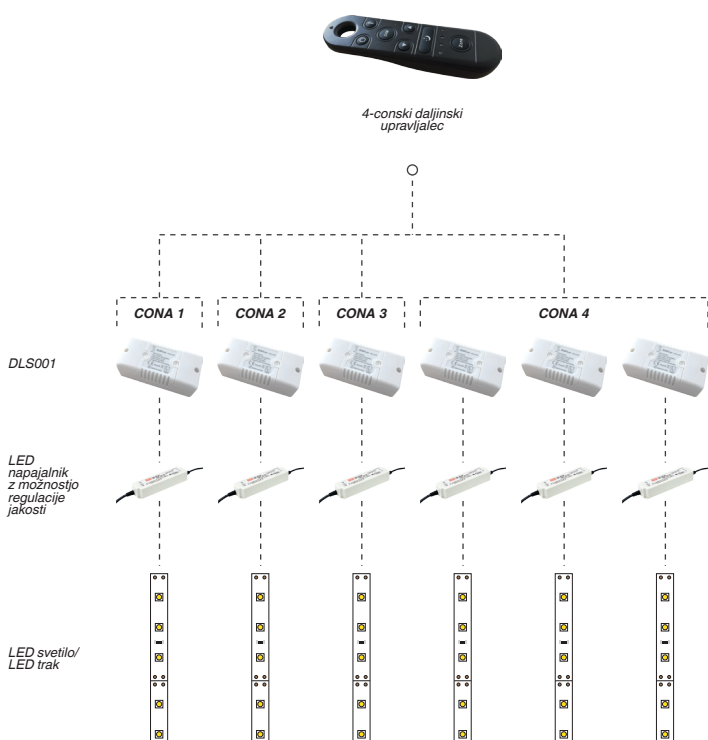 4-conski daljinski
upravljalec
CONA 1
CONA 2
CONA 3
CONA 4
DLS001
LED
napajalnik
z možnostjo
regulacije
jakosti
LED svetilo/
LED trak